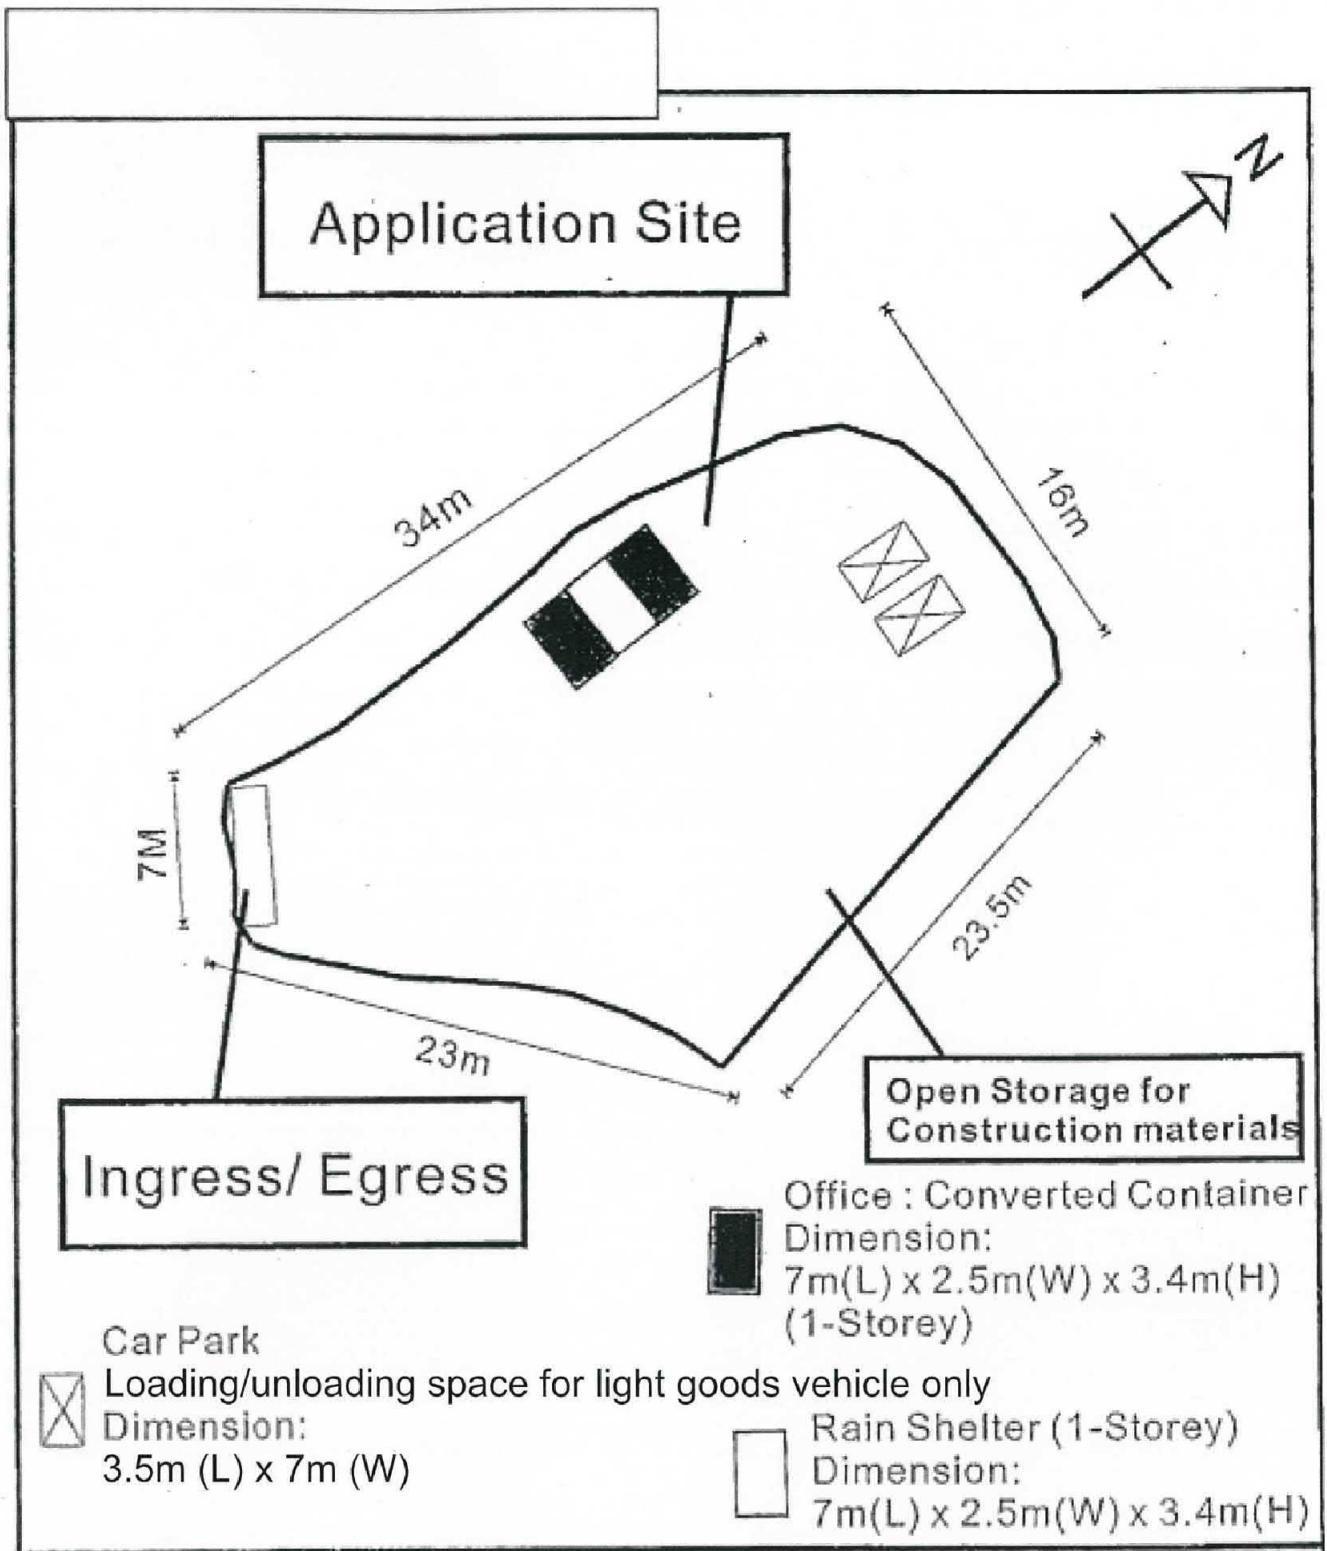 Application Site
N
34m
16m
7M
23.5m
23m
Open Storage for
Construction materials
Ingress/ Egress
Office : Converted Container
Dimension:
7m(L) x 2.5m(W) x 3.4m(H)
(1-Storey)
Car Park
Loading/unloading space for light goods vehicle only
Dimension:
3.5m (L) x 7m (W)
Rain Shelter (1-Storey)
Dimension:
7m(L) x 2.5m(W) x 3.4m(H)